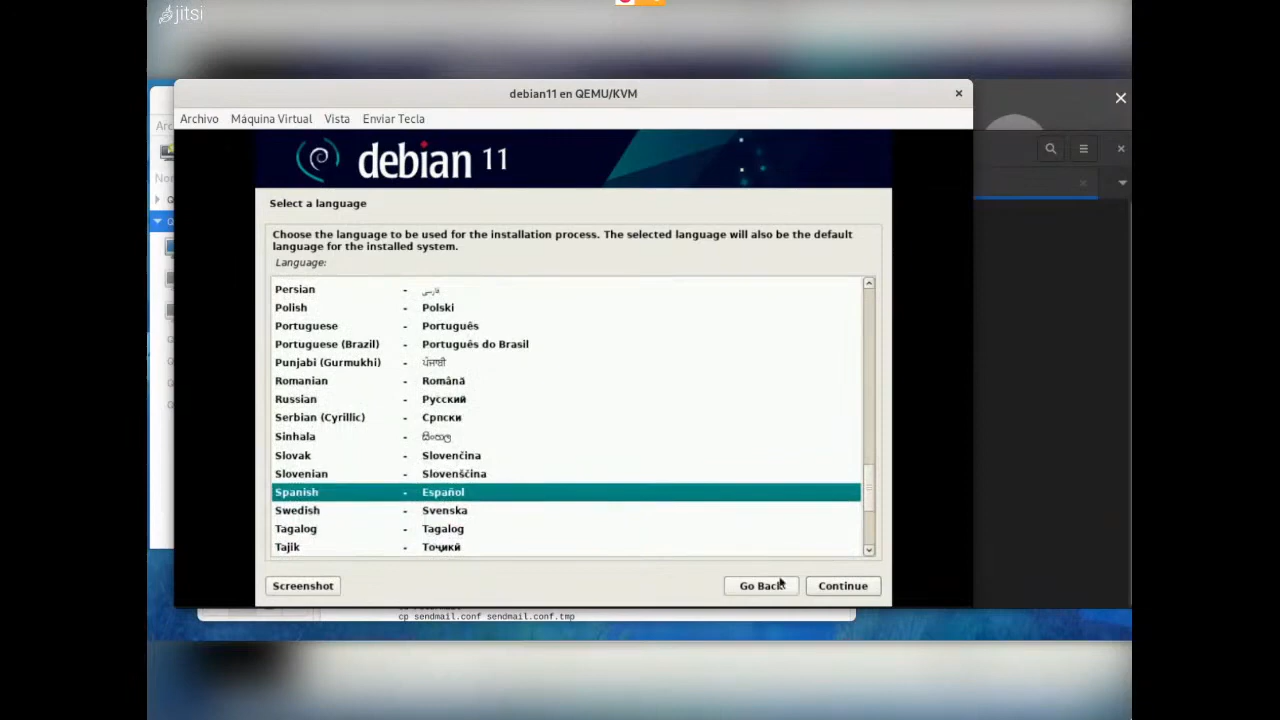 jitsi
debian11 en QEMU/KVM
Archivo Máquina Virtual Vista Enviar Tecla
debian 11
Select a language
Choose the language to be used for the installation process. The selected language will also be the default
language for the installed system.
Language:
Persian - فارسی
Polish - Polski
Portuguese - Português
Portuguese (Brazil) - Português do Brasil
Punjabi (Gurmukhi) - ਪੰਜਾਬੀ
Romanian - Română
Russian - Русский
Serbian (Cyrillic) - Српски
Sinhala - සිංහල
Slovak - Slovenčina
Slovenian - Slovenščina
Spanish - Español
Swedish - Svenska
Tagalog - Tagalog
Tajik - Тоҷикӣ
Screenshot Go Back Continue
cp sendmail.conf sendmail.conf.tmp